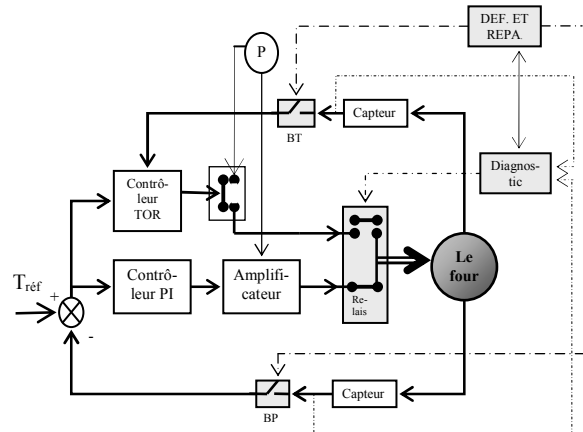 DEF. ET
REPA.
P
Capteur
BT
Diagnos-
tic
Contrô-
leur
TOR
Le
four
T réf
+
Contrô-
leur PI
Amplifi-
cateur
Re-
lais
-
Capteur
BP